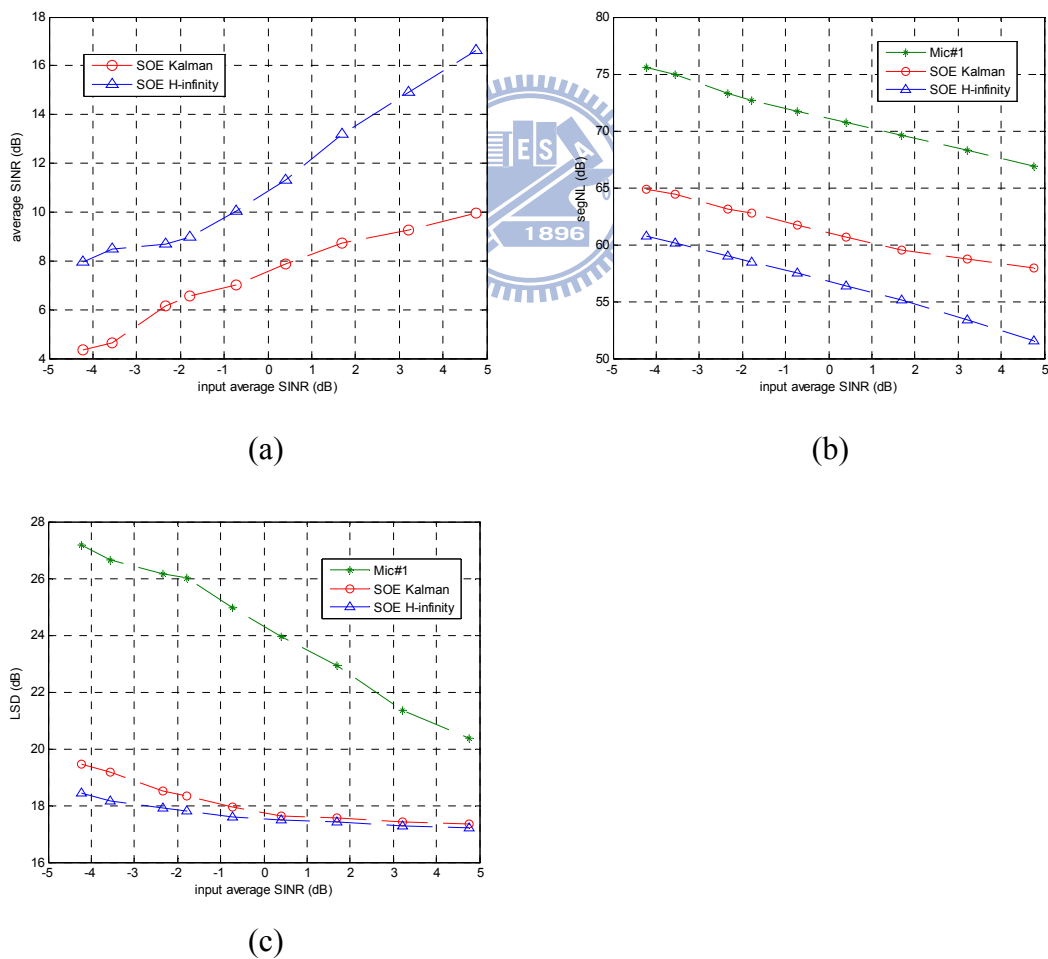 18
16
14
12
10
8
6
4
average SINR (dB)
SOE Kalman
SOE H-infinity
-5 -4 -3 -2 -1 0 1 2 3 4 5
input average SINR (dB)
(a)
80
75
70
65
60
55
50
segNL (dB)
Mic#1
SOE Kalman
SOE H-infinity
-5 -4 -3 -2 -1 0 1 2 3 4 5
input average SINR (dB)
(b)
E S A
1896
28
26
24
22
20
18
16
LSD (dB)
Mic#1
SOE Kalman
SOE H-infinity
-5 -4 -3 -2 -1 0 1 2 3 4 5
input average SINR (dB)
(c)